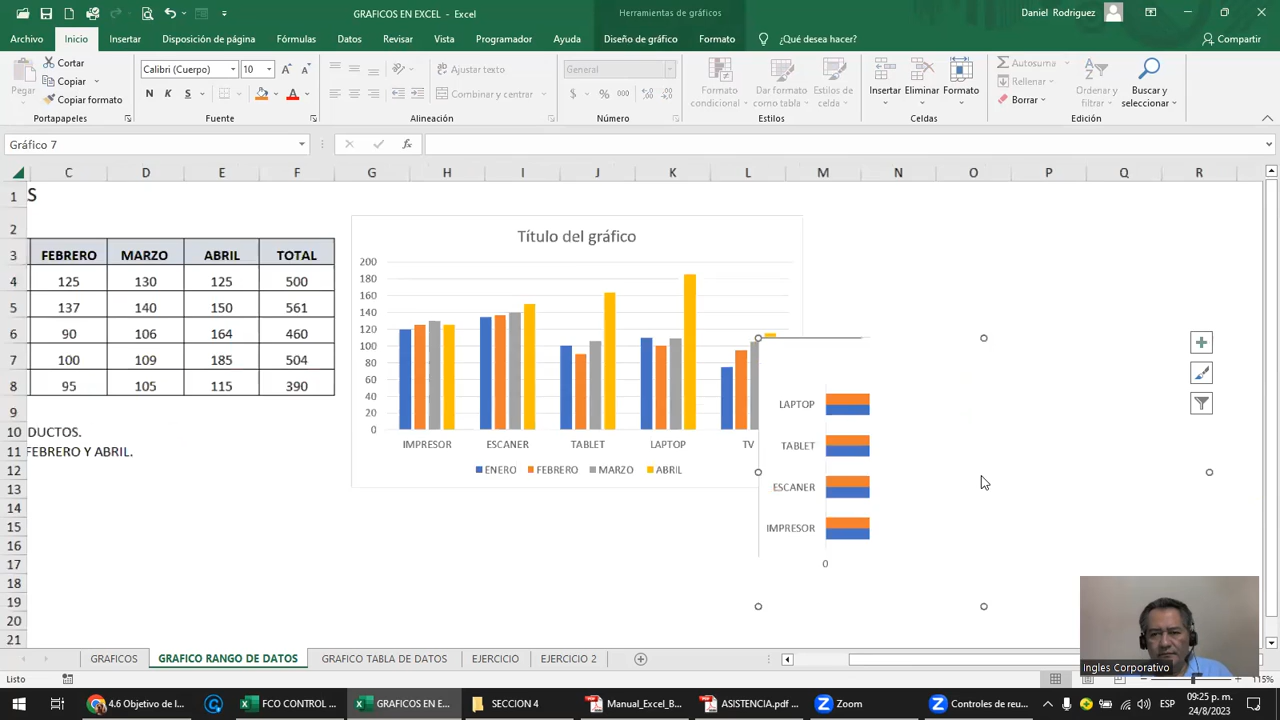 GRAFICOS EN EXCEL - Excel
Herramientas de gráficos
Daniel Rodriguez
Archivo Inicio Insertar Disposición de página Fórmulas Datos Revisar Vista Programador Ayuda Diseño de gráfico Formato ¿Qué desea hacer? Compartir
Pegar
Cortar
Copiar
Copiar formato
Portapapeles
Calibri (Cuerpo) 10
N K S
Fuente
Ajustar texto
Combinar y centrar
Alineación
General
$ % 000
Número
Formato condicional
Dar formato como tabla
Estilos de celda
Estilos
Insertar Eliminar Formato
Celdas
Autosuma
Rellenar
Borrar
Ordenar y filtrar
Buscar y seleccionar
Edición
Gráfico 7
fx
C D E F G H I J K L M N O P Q R
1 S
2
3 FEBRERO MARZO ABRIL TOTAL
4 125 130 125 500
5 137 140 150 561
6 90 106 164 460
7 100 109 185 504
8 95 105 115 390
9
10 DUCTOS.
11 FEBRERO Y ABRIL.
12
13
14
15
16
17
18
19
20
21
Título del gráfico
200
180
160
140
120
100
80
60
40
20
0
IMPRESOR ESCANER TABLET LAPTOP TV
ENERO FEBRERO MARZO ABRIL
LAPTOP
TABLET
ESCANER
IMPRESOR
0
Ingles Corporativo
GRAFICOS GRAFICO RANGO DE DATOS GRAFICO TABLA DE DATOS EJERCICIO EJERCICIO 2
Listo
115%
4.6 Objetivo de l... FCO CONTROL ... GRAFICOS EN E... SECCION 4 Manual_Excel_B... ASISTENCIA.pdf ... Zoom Controles de reu... ESP
09:25 p. m.
24/8/2023